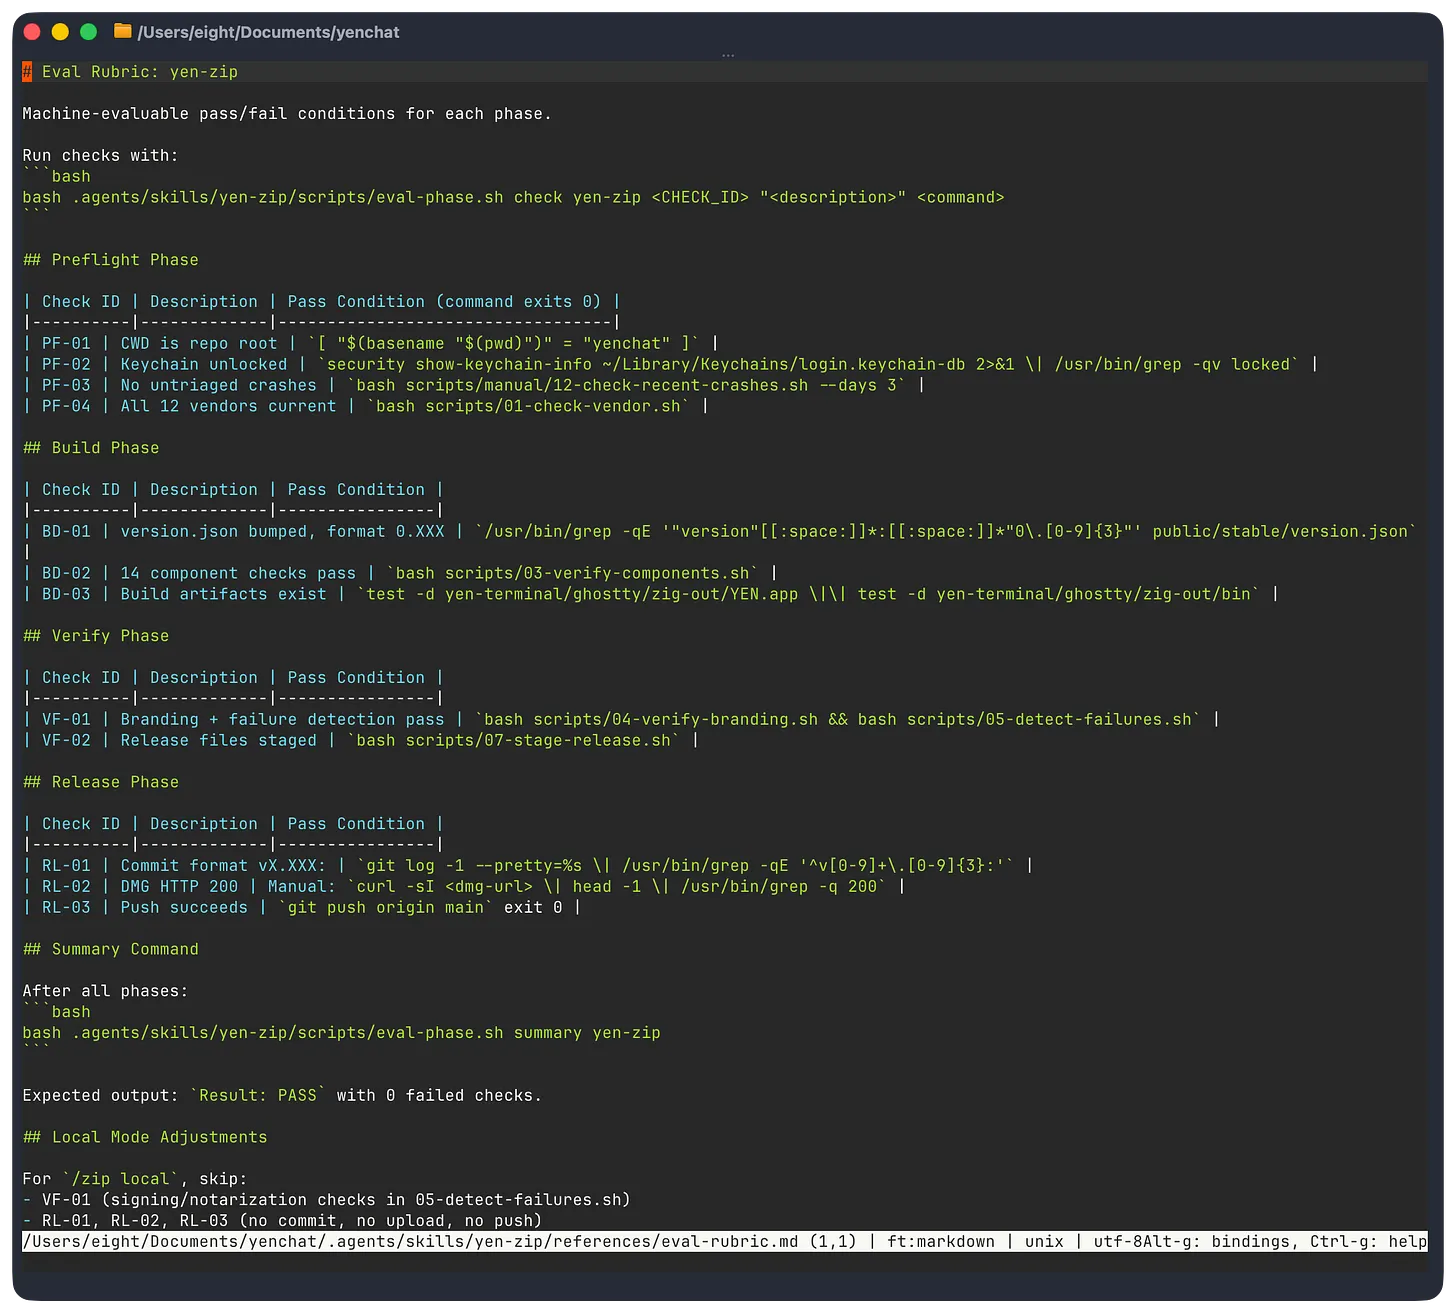 /Users/eight/Documents/yenchat
...
# Eval Rubric: yen-zip
Machine-evaluable pass/fail conditions for each phase.
Run checks with:
```bash
bash .agents/skills/yen-zip/scripts/eval-phase.sh check yen-zip <CHECK_ID> "<description>" <command>
```
## Preflight Phase
| Check ID | Description | Pass Condition (command exits 0) |
|----------|-------------|----------------------------------|
| PF-01 | CWD is repo root | `[ "$(basename "$(pwd)")" = "yenchat" ]` |
| PF-02 | Keychain unlocked | `security show-keychain-info ~/Library/Keychains/login.keychain-db 2>&1 \| /usr/bin/grep -qv locked` |
| PF-03 | No untriaged crashes | `bash scripts/manual/12-check-recent-crashes.sh --days 3` |
| PF-04 | All 12 vendors current | `bash scripts/01-check-vendor.sh` |
## Build Phase
| Check ID | Description | Pass Condition |
|----------|-------------|----------------|
| BD-01 | version.json bumped, format 0.XXX | `/usr/bin/grep -qE '"version"[[:space:]]*:[[:space:]]*"0\.[0-9]{3}"' public/stable/version.json`
|
| BD-02 | 14 component checks pass | `bash scripts/03-verify-components.sh` |
| BD-03 | Build artifacts exist | `test -d yen-terminal/ghostty/zig-out/YEN.app \|\| test -d yen-terminal/ghostty/zig-out/bin` |
## Verify Phase
| Check ID | Description | Pass Condition |
|----------|-------------|----------------|
| VF-01 | Branding + failure detection pass | `bash scripts/04-verify-branding.sh && bash scripts/05-detect-failures.sh` |
| VF-02 | Release files staged | `bash scripts/07-stage-release.sh` |
## Release Phase
| Check ID | Description | Pass Condition |
|----------|-------------|----------------|
| RL-01 | Commit format vX.XXX: | `git log -1 --pretty=%s \| /usr/bin/grep -qE '^v[0-9]+\.[0-9]{3}:'` |
| RL-02 | DMG HTTP 200 | Manual: `curl -sI <dmg-url> \| head -1 \| /usr/bin/grep -q 200` |
| RL-03 | Push succeeds | `git push origin main` exit 0 |
## Summary Command
After all phases:
```bash
bash .agents/skills/yen-zip/scripts/eval-phase.sh summary yen-zip
```
Expected output: `Result: PASS` with 0 failed checks.
## Local Mode Adjustments
For `/zip local`, skip:
- VF-01 (signing/notarization checks in 05-detect-failures.sh)
- RL-01, RL-02, RL-03 (no commit, no upload, no push)
/Users/eight/Documents/yenchat/.agents/skills/yen-zip/references/eval-rubric.md (1,1) | ft:markdown | unix | utf-8Alt-g: bindings, Ctrl-g: help